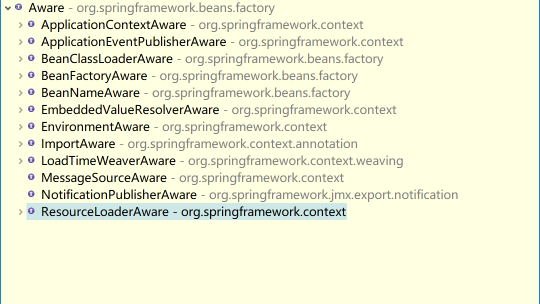 Aware - org.springframework.beans.factory
ApplicationContextAware - org.springframework.context
ApplicationEventPublisherAware - org.springframework.context
BeanClassLoaderAware - org.springframework.beans.factory
BeanFactoryAware - org.springframework.beans.factory
BeanNameAware - org.springframework.beans.factory
EmbeddedValueResolverAware - org.springframework.context
EnvironmentAware - org.springframework.context
ImportAware - org.springframework.context.annotation
LoadTimeWeaverAware - org.springframework.context.weaving
MessageSourceAware - org.springframework.context
NotificationPublisherAware - org.springframework.jmx.export.notification
ResourceLoaderAware - org.springframework.context